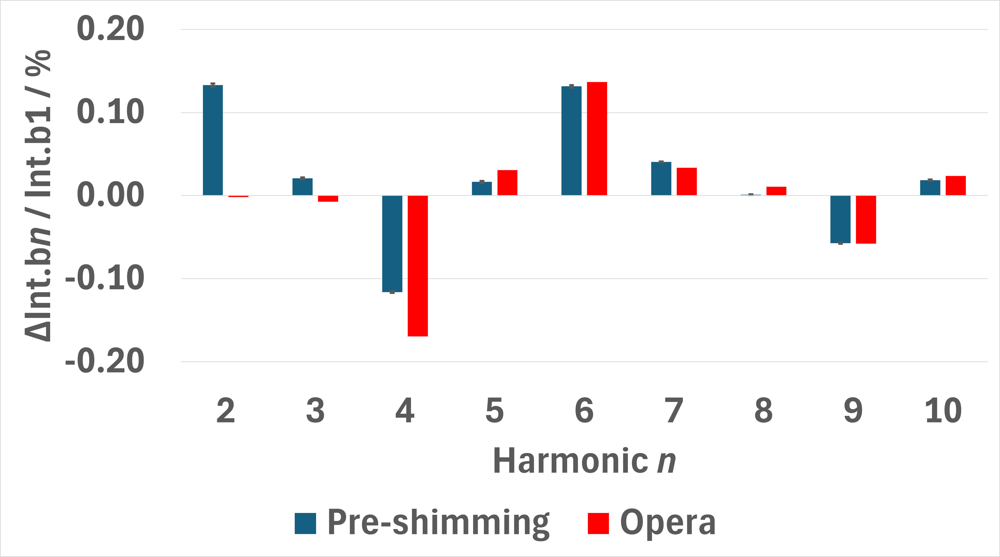 ΔInt.bn / Int.b1 / %
0.20
0.10
0.00
-0.10
-0.20
2 3 4 5 6 7 8 9 10
Harmonic n
Pre-shimming Opera